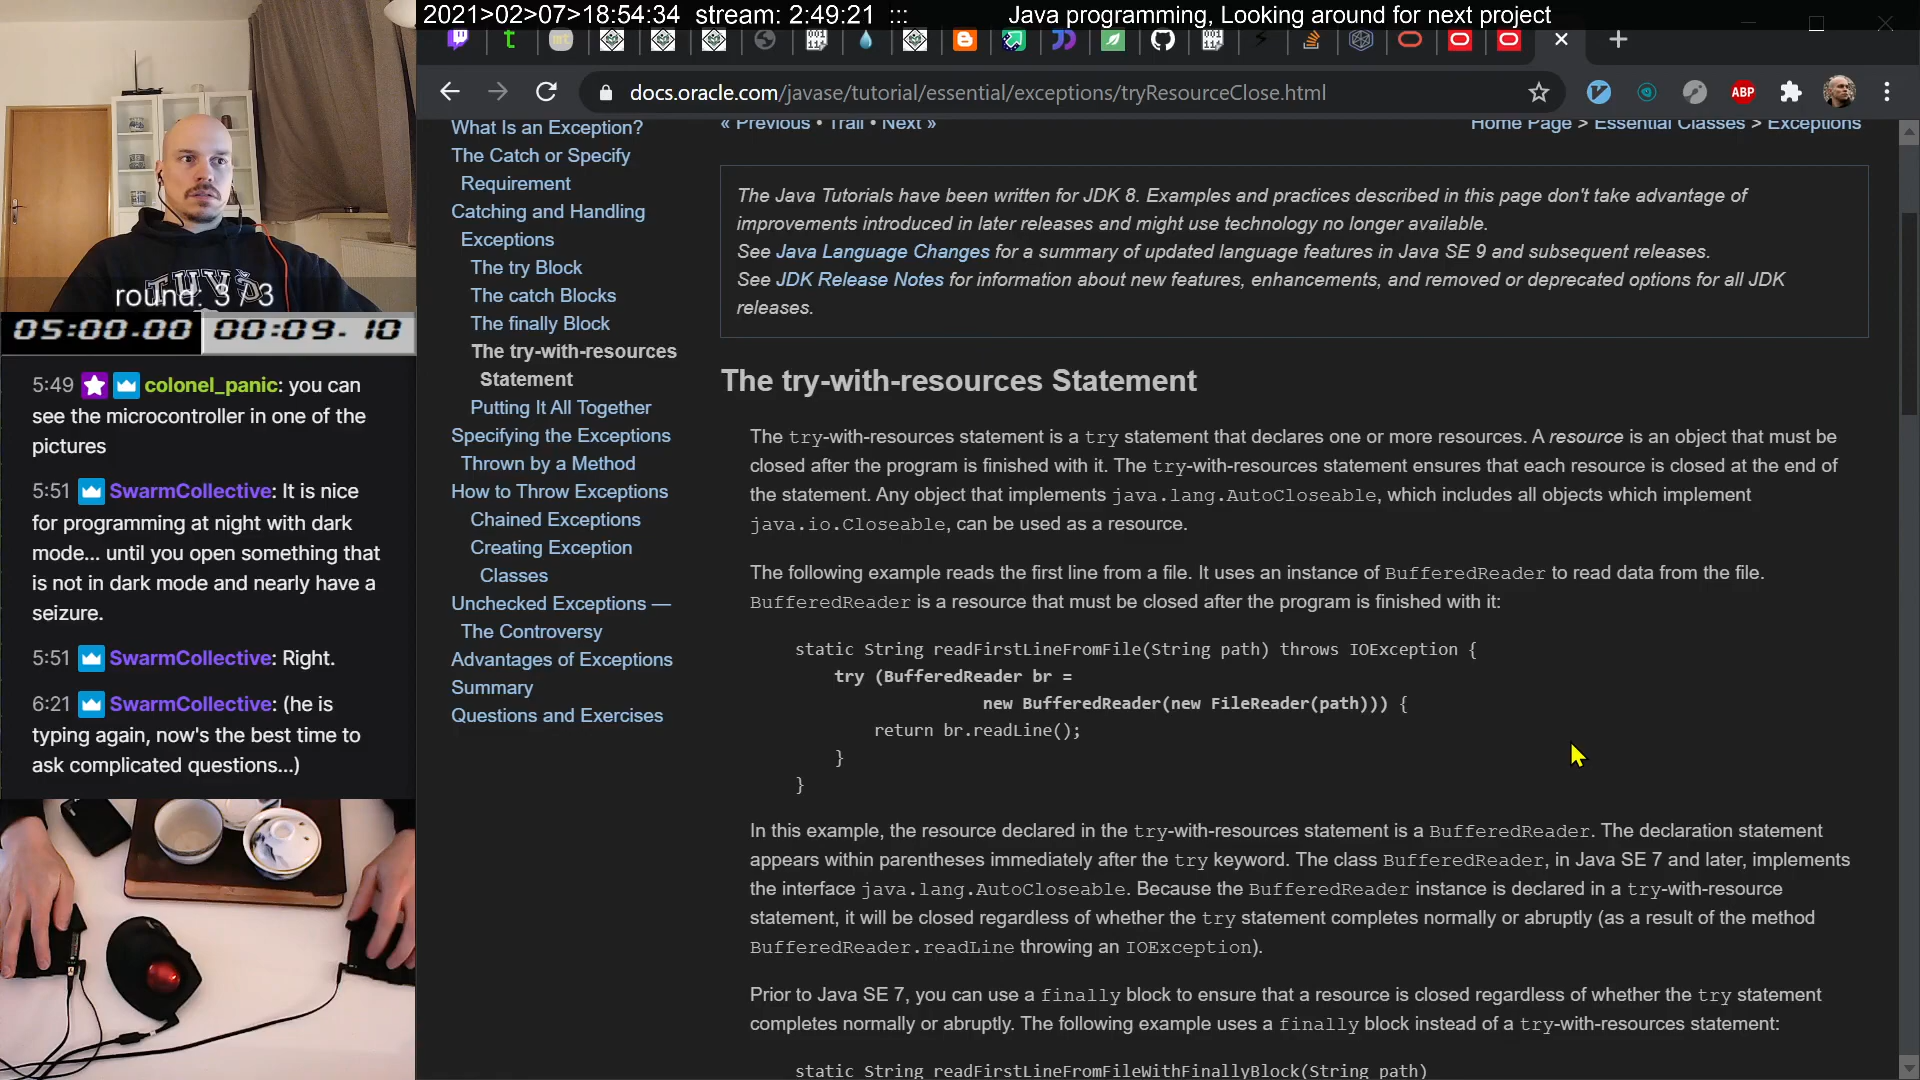 2021>02>07>18:54:34 stream: 2:49:21 ::: Java programming, Looking around for next project
docs.oracle.com/javase/tutorial/essential/exceptions/tryResourceClose.html
ABP
round: 3 / 3
05:00.00 00:09.10
5:49 colonel_panic: you can
see the microcontroller in one of the
pictures
5:51 SwarmCollective: It is nice
for programming at night with dark
mode... until you open something that
is not in dark mode and nearly have a
seizure.
5:51 SwarmCollective: Right.
6:21 SwarmCollective: (he is
typing again, now's the best time to
ask complicated questions...)
What Is an Exception?
The Catch or Specify
Requirement
Catching and Handling
Exceptions
The try Block
The catch Blocks
The finally Block
The try-with-resources
Statement
Putting It All Together
Specifying the Exceptions
Thrown by a Method
How to Throw Exceptions
Chained Exceptions
Creating Exception
Classes
Unchecked Exceptions —
The Controversy
Advantages of Exceptions
Summary
Questions and Exercises
« Previous • Trail • Next »
Home Page > Essential Classes > Exceptions
The Java Tutorials have been written for JDK 8. Examples and practices described in this page don't take advantage of
improvements introduced in later releases and might use technology no longer available.
See Java Language Changes for a summary of updated language features in Java SE 9 and subsequent releases.
See JDK Release Notes for information about new features, enhancements, and removed or deprecated options for all JDK
releases.
The try-with-resources Statement
The try-with-resources statement is a try statement that declares one or more resources. A resource is an object that must be
closed after the program is finished with it. The try-with-resources statement ensures that each resource is closed at the end of
the statement. Any object that implements java.lang.AutoCloseable, which includes all objects which implement
java.io.Closeable, can be used as a resource.
The following example reads the first line from a file. It uses an instance of BufferedReader to read data from the file.
BufferedReader is a resource that must be closed after the program is finished with it:
static String readFirstLineFromFile(String path) throws IOException {
try (BufferedReader br =
new BufferedReader(new FileReader(path))) {
return br.readLine();
}
}
In this example, the resource declared in the try-with-resources statement is a BufferedReader. The declaration statement
appears within parentheses immediately after the try keyword. The class BufferedReader, in Java SE 7 and later, implements
the interface java.lang.AutoCloseable. Because the BufferedReader instance is declared in a try-with-resource
statement, it will be closed regardless of whether the try statement completes normally or abruptly (as a result of the method
BufferedReader.readLine throwing an IOException).
Prior to Java SE 7, you can use a finally block to ensure that a resource is closed regardless of whether the try statement
completes normally or abruptly. The following example uses a finally block instead of a try-with-resources statement:
static String readFirstLineFromFileWithFinallyBlock(String path)